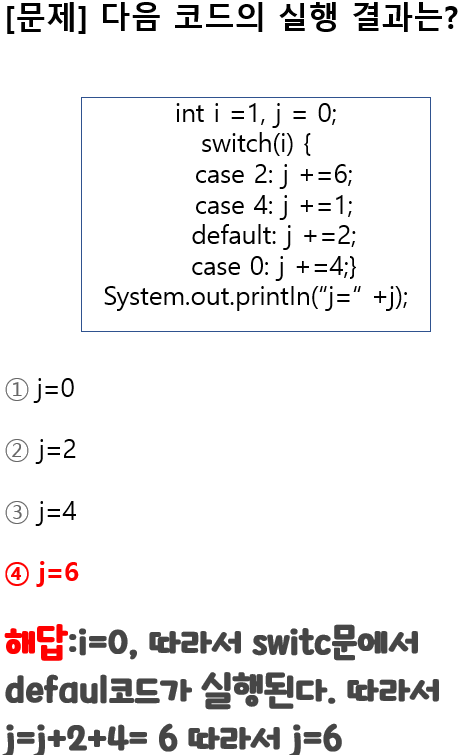 [문제] 다음 코드의 실행 결과는?
int i =1, j = 0;
switch(i) {
case 2: j +=6;
case 4: j +=1;
default: j +=2;
case 0: j +=4;}
System.out.println(“j=“ +j);
① j=0
② j=2
③ j=4
④ j=6
해답:i=0, 따라서 switc문에서
defaul코드가 실행된다. 따라서
j=j+2+4= 6 따라서 j=6